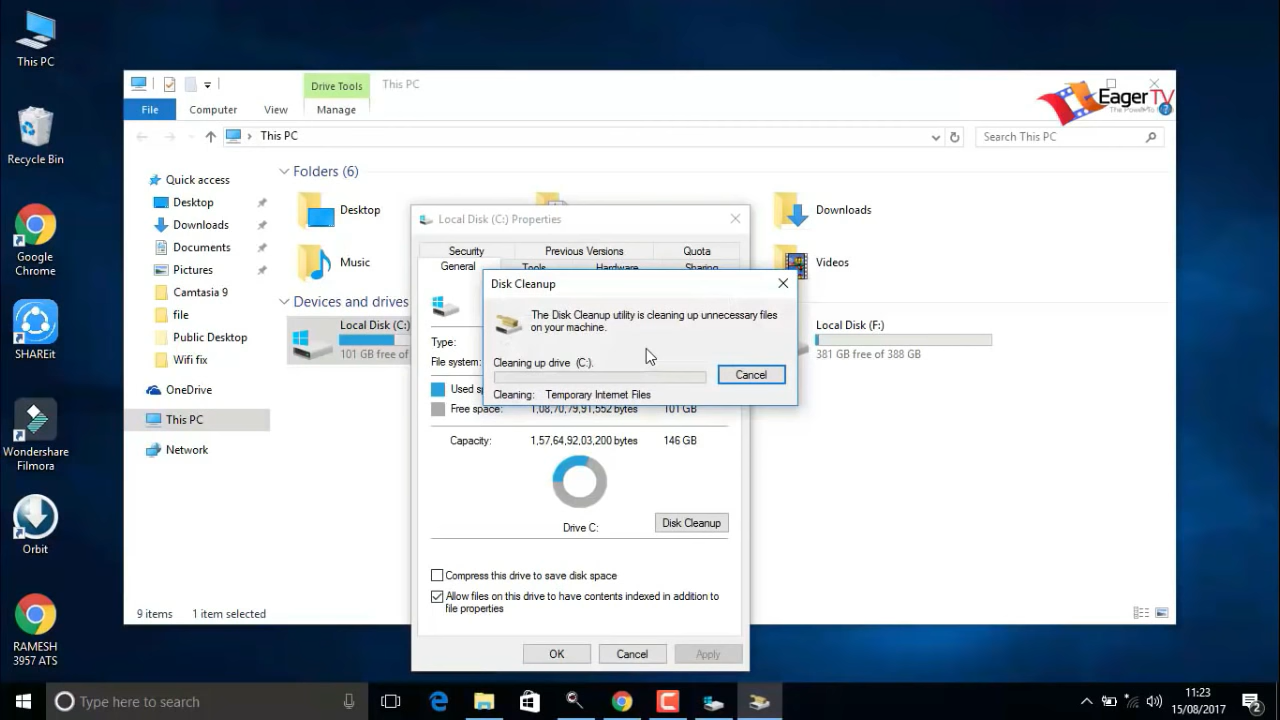 This PC
Recycle Bin
Google
Chrome
SHAREit
Wondershare
Filmora
Orbit
RAMESH
3957 ATS
Drive Tools
This PC
File
Computer
View
Manage
EagerTV
This PC
Search This PC
Quick access
Desktop
Downloads
Documents
Pictures
Camtasia 9
file
Public Desktop
Wifi fix
OneDrive
This PC
Network
Folders (6)
Desktop
Music
Downloads
Videos
Devices and drives
Local Disk (C:)
101 GB free of
Local Disk (F:)
381 GB free of 388 GB
9 items
1 item selected
Local Disk (C:) Properties
Security
Previous Versions
Quota
General
Tools
Hardware
Sharing
Type:
File system:
Used s
Free space:
1,08,70,79,91,552 bytes
101 GB
Capacity:
1,57,64,92,03,200 bytes
146 GB
Drive C:
Disk Cleanup
Compress this drive to save disk space
Allow files on this drive to have contents indexed in addition to
file properties
OK
Cancel
Apply
Disk Cleanup
The Disk Cleanup utility is cleaning up unnecessary files
on your machine.
Cleaning up drive (C:).
Cancel
Cleaning: Temporary Internet Files
Type here to search
11:23
15/08/2017
2